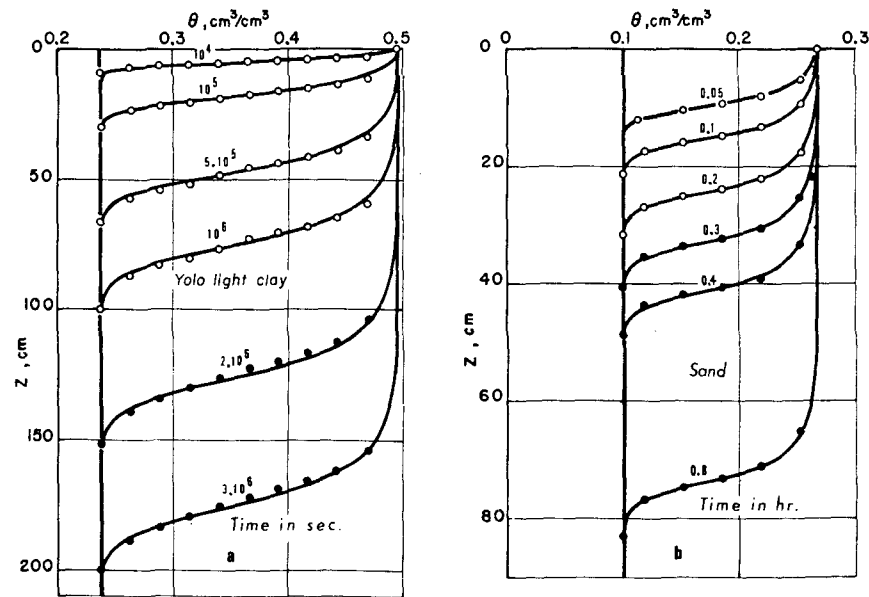 θ , cm³/cm³
0.2 0.3 0.4 0.5
0
50
100
150
200
Z , cm
10⁴
10⁵
5.10⁵
10⁶
Yolo light clay
2.10⁶
3.10⁶
Time in sec.
a
θ , cm³/cm³
0 0.1 0.2 0.3
0
20
40
60
80
Z , cm
0.05
0.1
0.2
0.3
0.4
Sand
0.8
Time in hr.
b